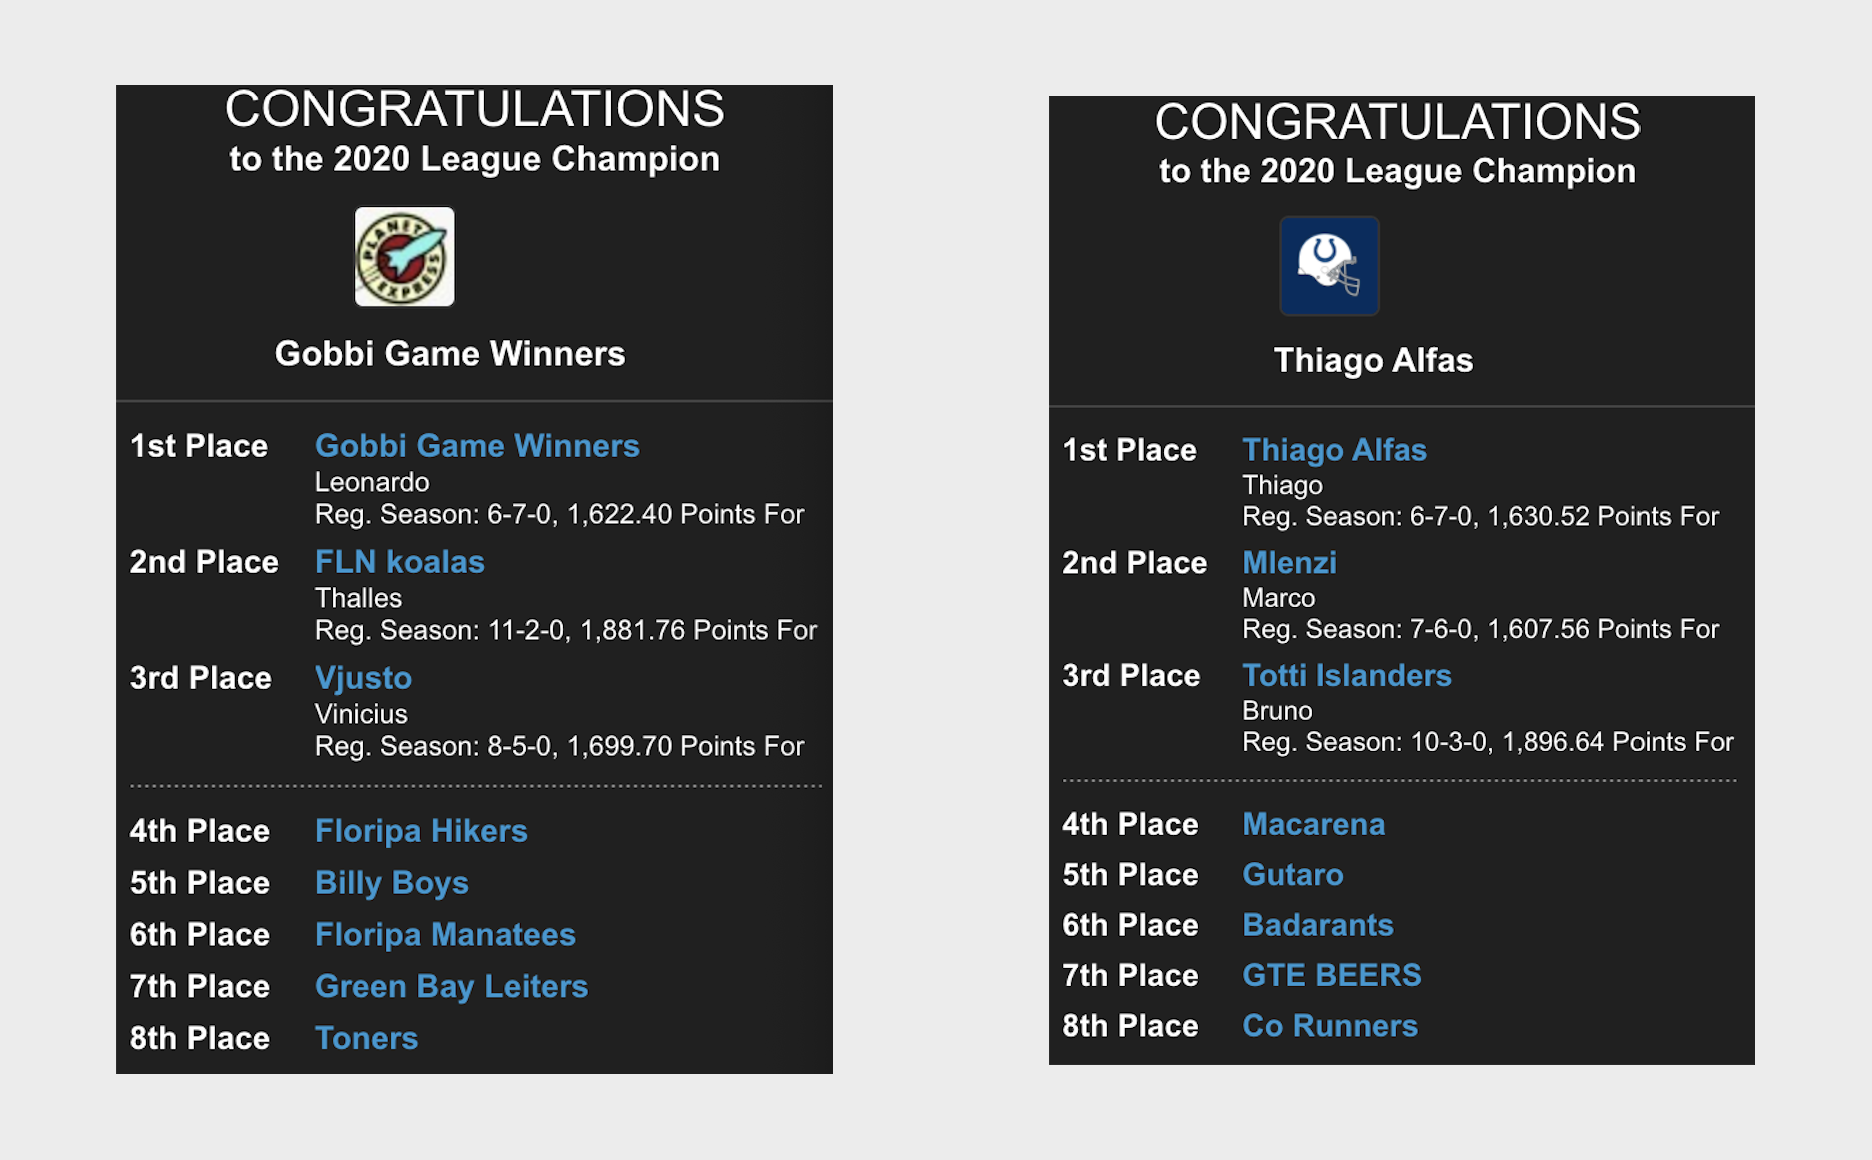 CONGRATULATIONS
to the 2020 League Champion
PLANET EXPRESS
Gobbi Game Winners
1st Place Gobbi Game Winners
Leonardo
Reg. Season: 6-7-0, 1,622.40 Points For
2nd Place FLN koalas
Thalles
Reg. Season: 11-2-0, 1,881.76 Points For
3rd Place Vjusto
Vinicius
Reg. Season: 8-5-0, 1,699.70 Points For
4th Place Floripa Hikers
5th Place Billy Boys
6th Place Floripa Manatees
7th Place Green Bay Leiters
8th Place Toners
CONGRATULATIONS
to the 2020 League Champion
Thiago Alfas
1st Place Thiago Alfas
Thiago
Reg. Season: 6-7-0, 1,630.52 Points For
2nd Place Mlenzi
Marco
Reg. Season: 7-6-0, 1,607.56 Points For
3rd Place Totti Islanders
Bruno
Reg. Season: 10-3-0, 1,896.64 Points For
4th Place Macarena
5th Place Gutaro
6th Place Badarants
7th Place GTE BEERS
8th Place Co Runners